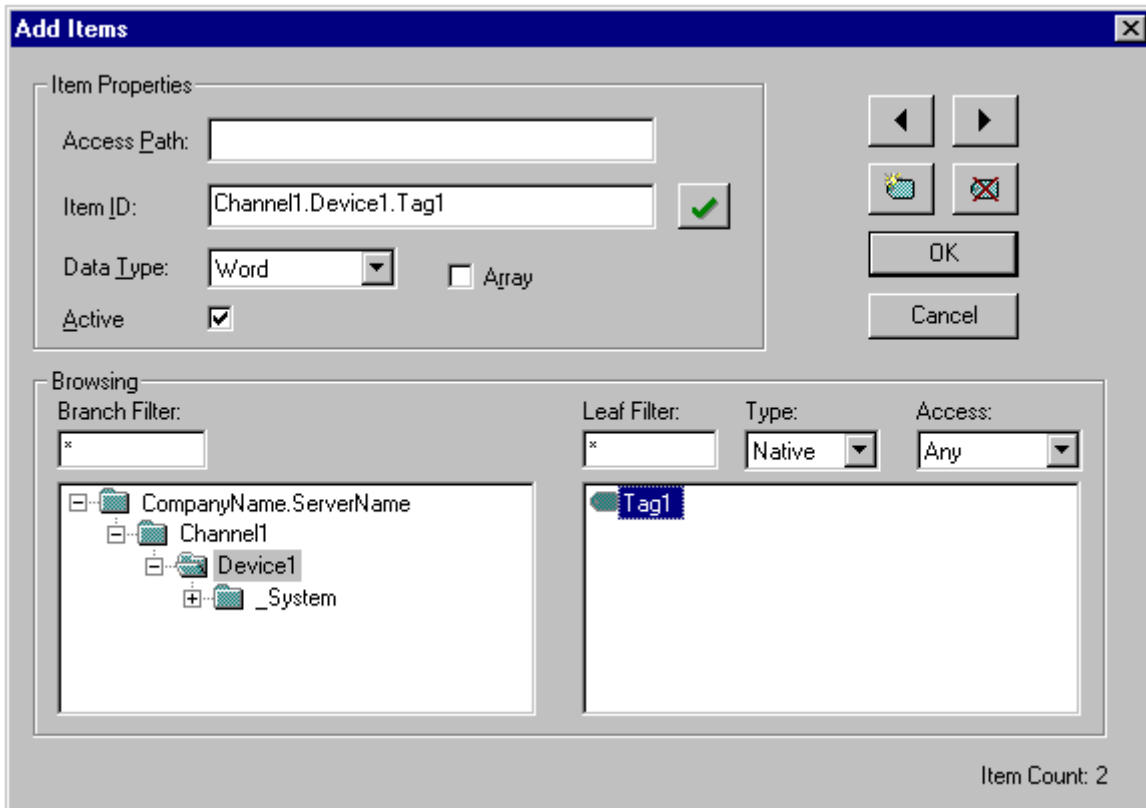 Add Items
Item Properties
Access Path:
Item ID: Channel1.Device1.Tag1
Data Type: Word Array
Active
OK
Cancel
Browsing
Branch Filter: Leaf Filter: Type: Access:
* * Native Any
CompanyName.ServerName Tag1
Channel1
Device1
_System
Item Count: 2